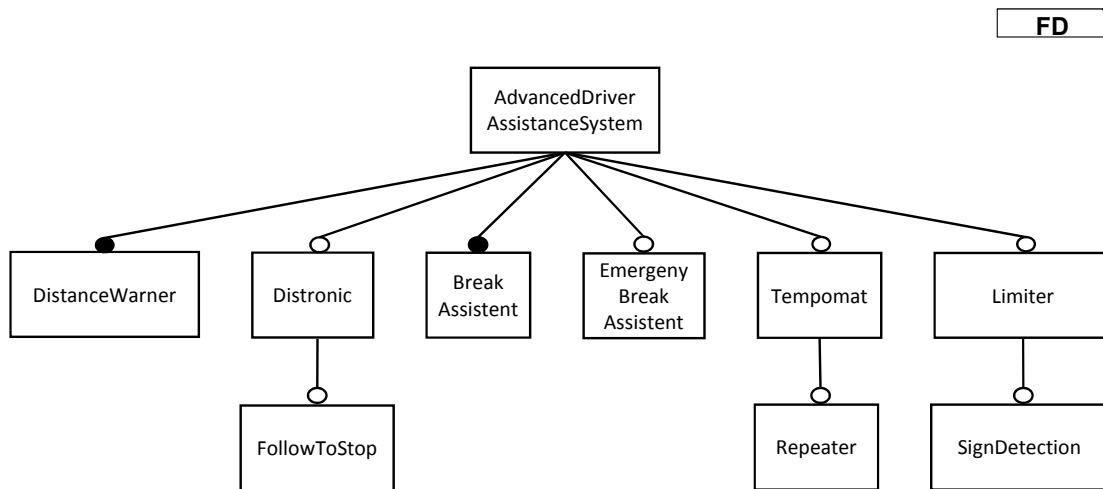 FD
AdvancedDriver
AssistanceSystem
DistanceWarner
Distronic
Break
Assistent
Emergeny
Break
Assistent
Tempomat
Limiter
FollowToStop
Repeater
SignDetection